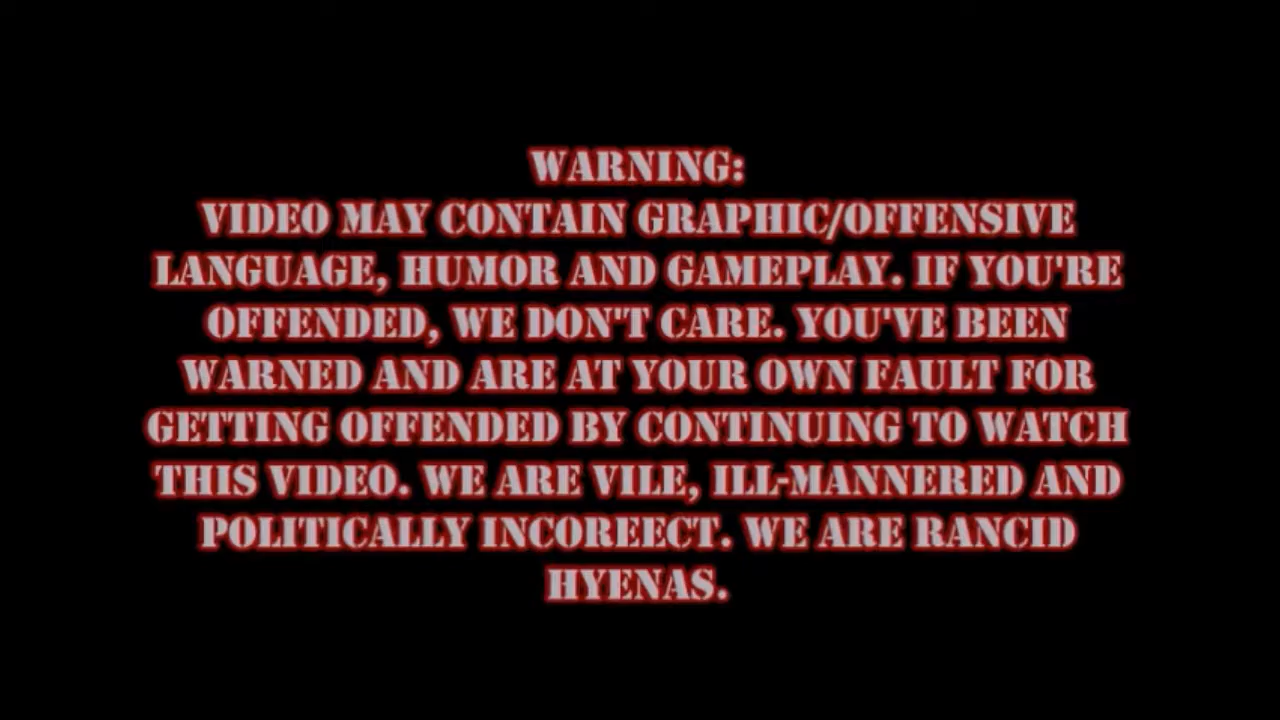 WARNING:
VIDEO MAY CONTAIN GRAPHIC/OFFENSIVE
LANGUAGE, HUMOR AND GAMEPLAY. IF YOU'RE
OFFENDED, WE DON'T CARE. YOU'VE BEEN
WARNED AND ARE AT YOUR OWN FAULT FOR
GETTING OFFENDED BY CONTINUING TO WATCH
THIS VIDEO. WE ARE VILE, ILL-MANNERED AND
POLITICALLY INCOREECT. WE ARE RANCID
HYENAS.